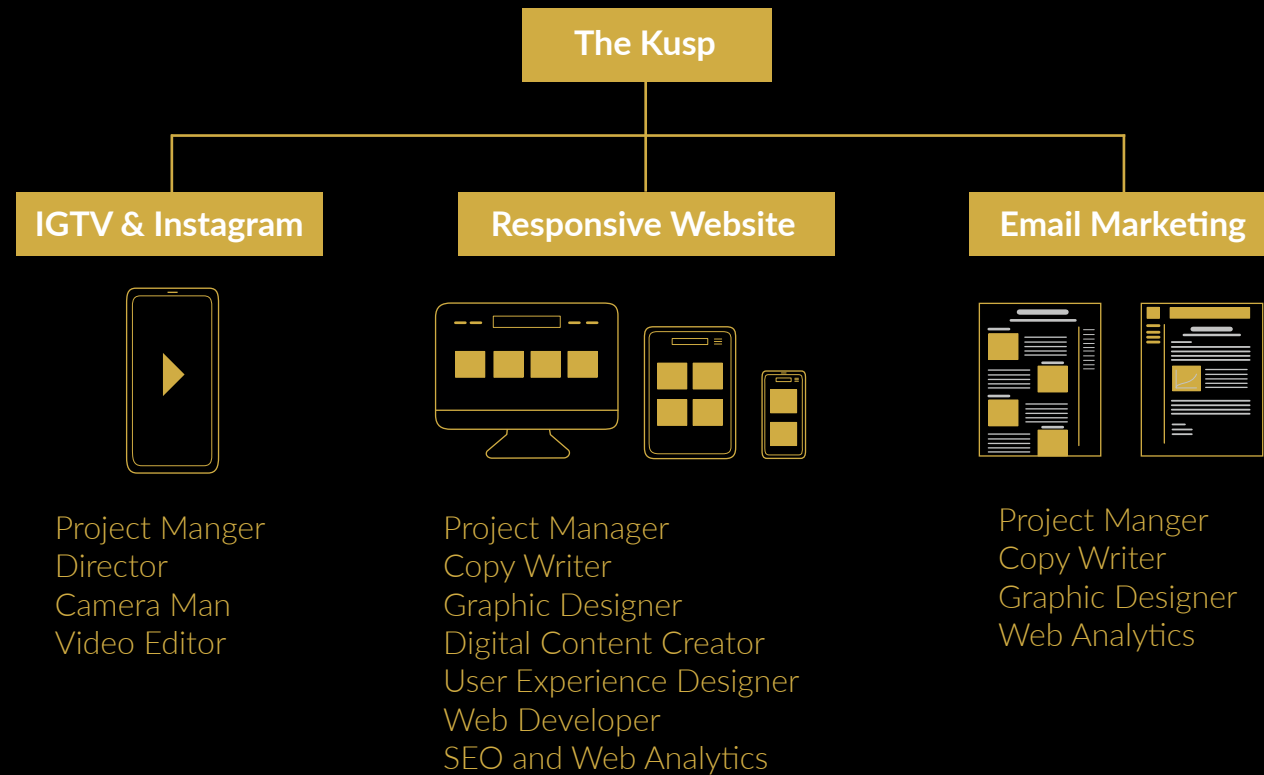 The Kusp
IGTV & Instagram
Responsive Website
Email Marketing
Project Manger
Director
Camera Man
Video Editor
Project Manager
Copy Writer
Graphic Designer
Digital Content Creator
User Experience Designer
Web Developer
SEO and Web Analytics
Project Manger
Copy Writer
Graphic Designer
Web Analytics